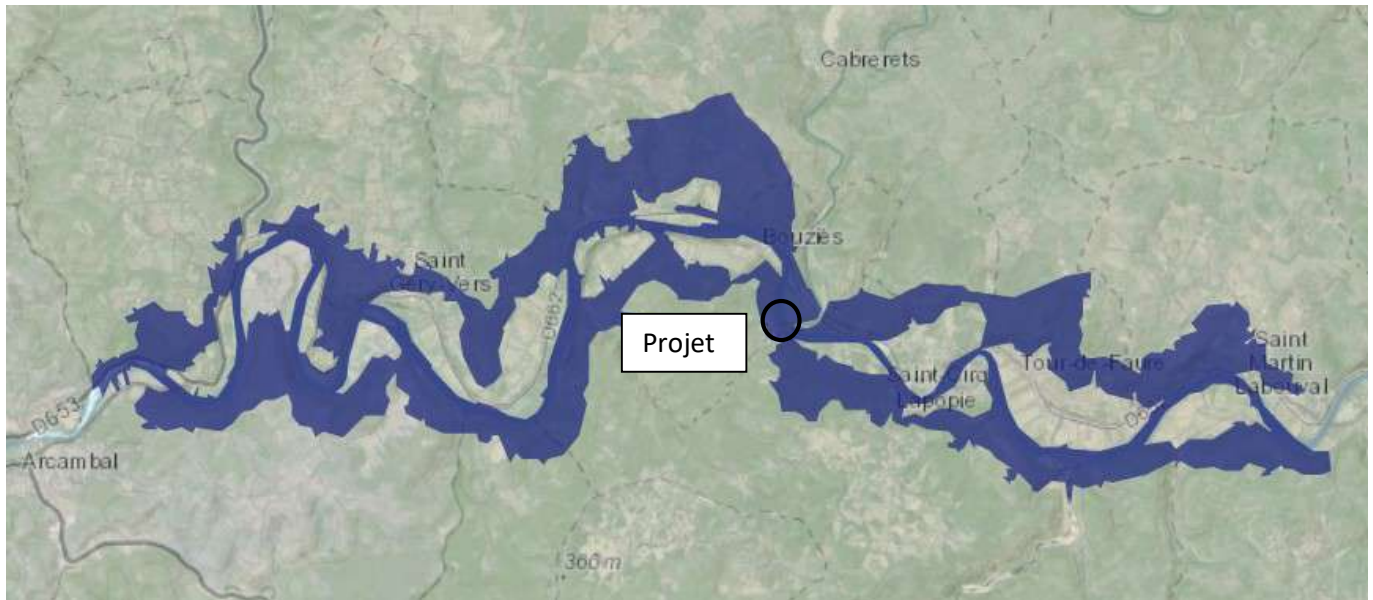 Cabrerets
Bouziès
Saint
Géry-Vers
D662
Projet
Saint-Cirq
Lapopie
Tour-de-Faure
Saint
Martin
Labouval
D653
Arcambal
360 m